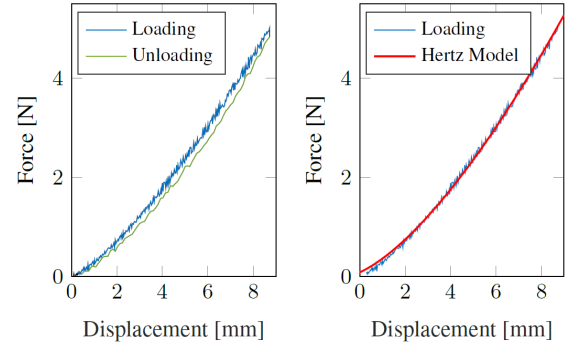 Loading
Unloading
Force [N]
4
2
0
0 2 4 6 8
Displacement [mm]
Loading
Hertz Model
Force [N]
4
2
0
0 2 4 6 8
Displacement [mm]